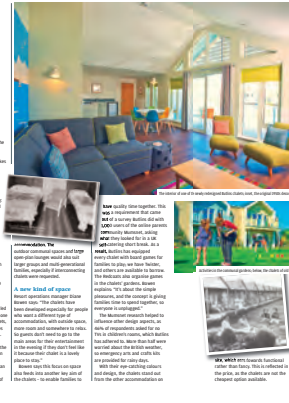 The interior of one of the newly redesigned Butlins chalets; inset, the original 1930s
accommodation. The
outdoor communal spaces and large
open-plan lounges would also suit
larger groups and multi-generational
families, especially if interconnecting
chalets were requested.
A new kind of space
Resort operations manager Diane
Bowen says. "The chalets have
been developed especially for people
who want a different type of
accommodation, with outside space,
more room and somewhere to relax.
So guests don't need to go to the
main areas for their entertainment
in the evening if they don't feel like
it because their chalet is a lovely
place to stay."
Bowen says this focus on space
also feeds into another key aim of
the chalets – to enable families to
have quality time together. This
was a requirement that came
out of a survey Butlins did with
1,000 users of the online parents
community Mumsnet, asking
what they looked for in a
self-catering short break. As a
result, Butlins has equipped
every chalet with board games for
families to play; we have Twister,
and others are available to borrow.
The Redcoats also organise games
in the chalets' gardens. Bowen
explains: "It's about the simple
pleasures, and the concept is giving
families time to spend together, so
everyone is unplugged."
The Mumsnet research helped to
influence other design aspects, as
of respondents asked for no
TVs in children's rooms, which Butlins
has adhered to. More than half were
worried about the British weather,
so emergency arts and crafts kits
are provided for rainy days.
With their eye-catching colours
and design, the chalets stand out
from the other accommodation on
Activities in the communal gardens; below, the chalets of old
site, which are towards functional
rather than fancy. This is reflected in
the price, as the chalets are not the
cheapest option available.